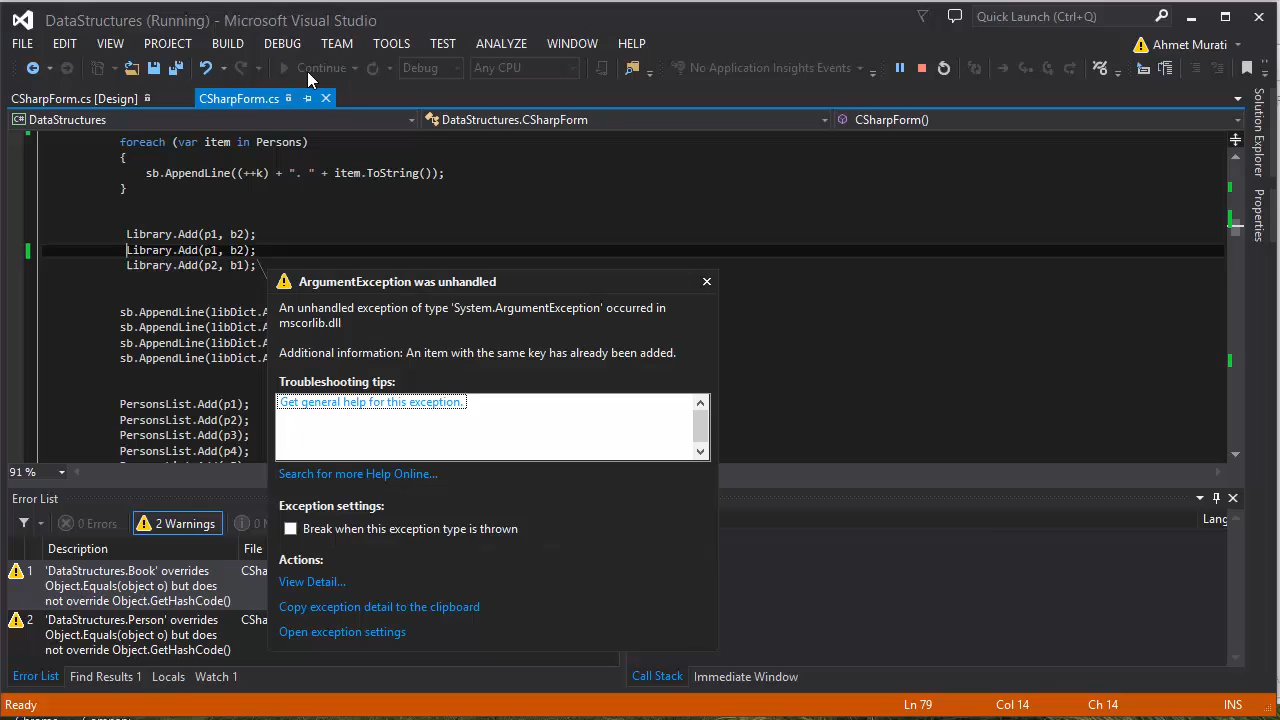 DataStructures (Running) - Microsoft Visual Studio
Quick Launch (Ctrl+Q)
FILE EDIT VIEW PROJECT BUILD DEBUG TEAM TOOLS TEST ANALYZE WINDOW HELP
Ahmet Murati
Continue Debug Any CPU No Application Insights Events
CSharpForm.cs [Design] CSharpForm.cs
DataStructures DataStructures.CSharpForm CSharpForm()
Solution Explorer
Properties
foreach (var item in Persons)
{
sb.AppendLine((++k) + ". " + item.ToString());
}
Library.Add(p1, b2);
Library.Add(p1, b2);
Library.Add(p2, b1);
sb.AppendLine(libDict.A
sb.AppendLine(libDict.A
sb.AppendLine(libDict.A
sb.AppendLine(libDict.A
PersonsList.Add(p1);
PersonsList.Add(p2);
PersonsList.Add(p3);
PersonsList.Add(p4);
ArgumentException was unhandled
An unhandled exception of type 'System.ArgumentException' occurred in
mscorlib.dll
Additional information: An item with the same key has already been added.
Troubleshooting tips:
Get general help for this exception.
Search for more Help Online...
Exception settings:
Break when this exception type is thrown
Actions:
View Detail...
Copy exception detail to the clipboard
Open exception settings
91 %
Error List
0 Errors 2 Warnings 0 M
Lang
Description File
1 'DataStructures.Book' overrides CSha
Object.Equals(object o) but does
not override Object.GetHashCode()
2 'DataStructures.Person' overrides CSha
Object.Equals(object o) but does
not override Object.GetHashCode()
Error List Find Results 1 Locals Watch 1
Call Stack Immediate Window
Ready Ln 79 Col 14 Ch 14 INS